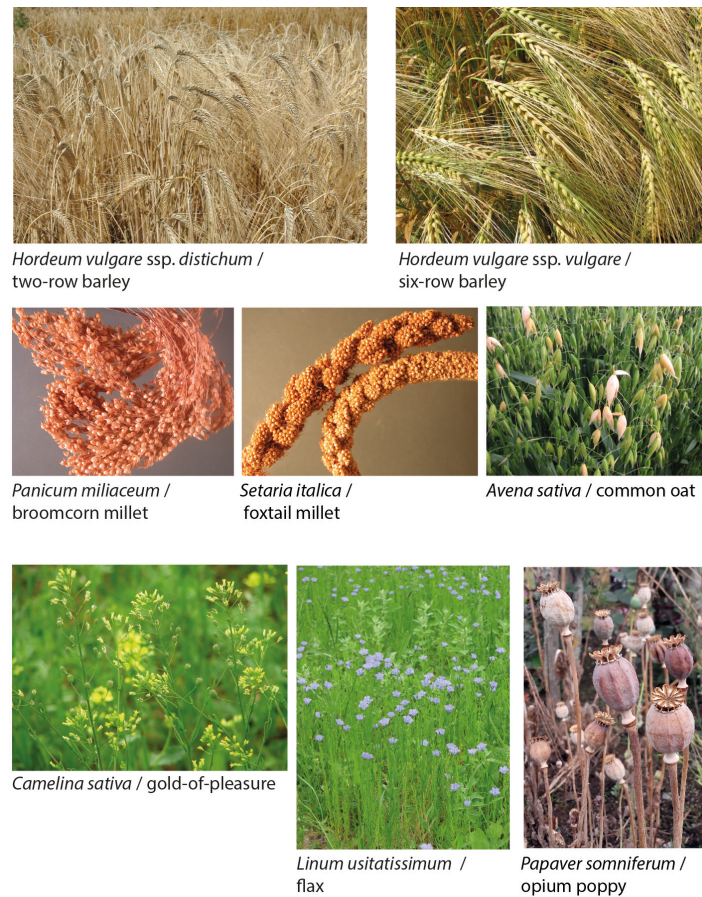 Hordeum vulgare ssp. distichum /
two-row barley
Hordeum vulgare ssp. vulgare /
six-row barley
Panicum miliaceum /
broomcorn millet
Setaria italica /
foxtail millet
Avena sativa / common oat
Camelina sativa / gold-of-pleasure
Linum usitatissimum /
flax
Papaver somniferum /
opium poppy